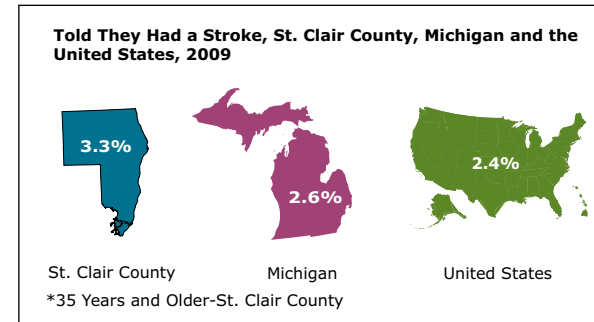 Told They Had a Stroke, St. Clair County, Michigan and the
United States, 2009
3.3%
2.6%
2.4%
St. Clair County
Michigan
United States
*35 Years and Older-St. Clair County